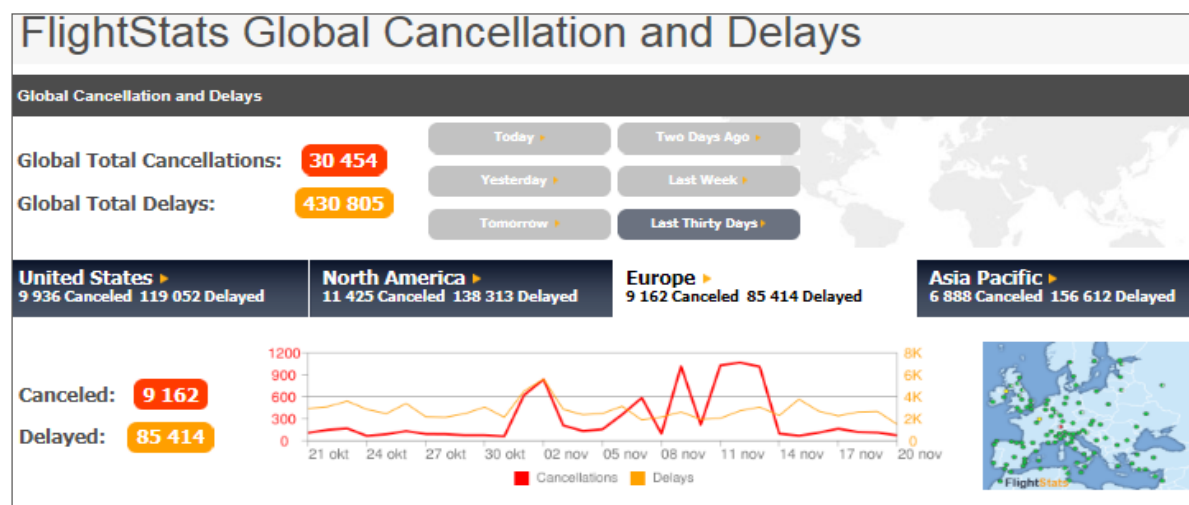 FlightStats Global Cancellation and Delays
Global Cancellation and Delays
Global Total Cancellations: 30 454
Global Total Delays: 430 805
Today Two Days Ago
Yesterday Last Week
Tomorrow Last Thirty Days
United States
9 936 Canceled 119 052 Delayed
North America
11 425 Canceled 138 313 Delayed
Europe
9 162 Canceled 85 414 Delayed
Asia Pacific
6 888 Canceled 156 612 Delayed
Canceled: 9 162
Delayed: 85 414
1200 8K
900 6K
600 4K
300 2K
0 0
21 okt 24 okt 27 okt 30 okt 02 nov 05 nov 08 nov 11 nov 14 nov 17 nov 20 nov
Cancellations Delays
FlightStats